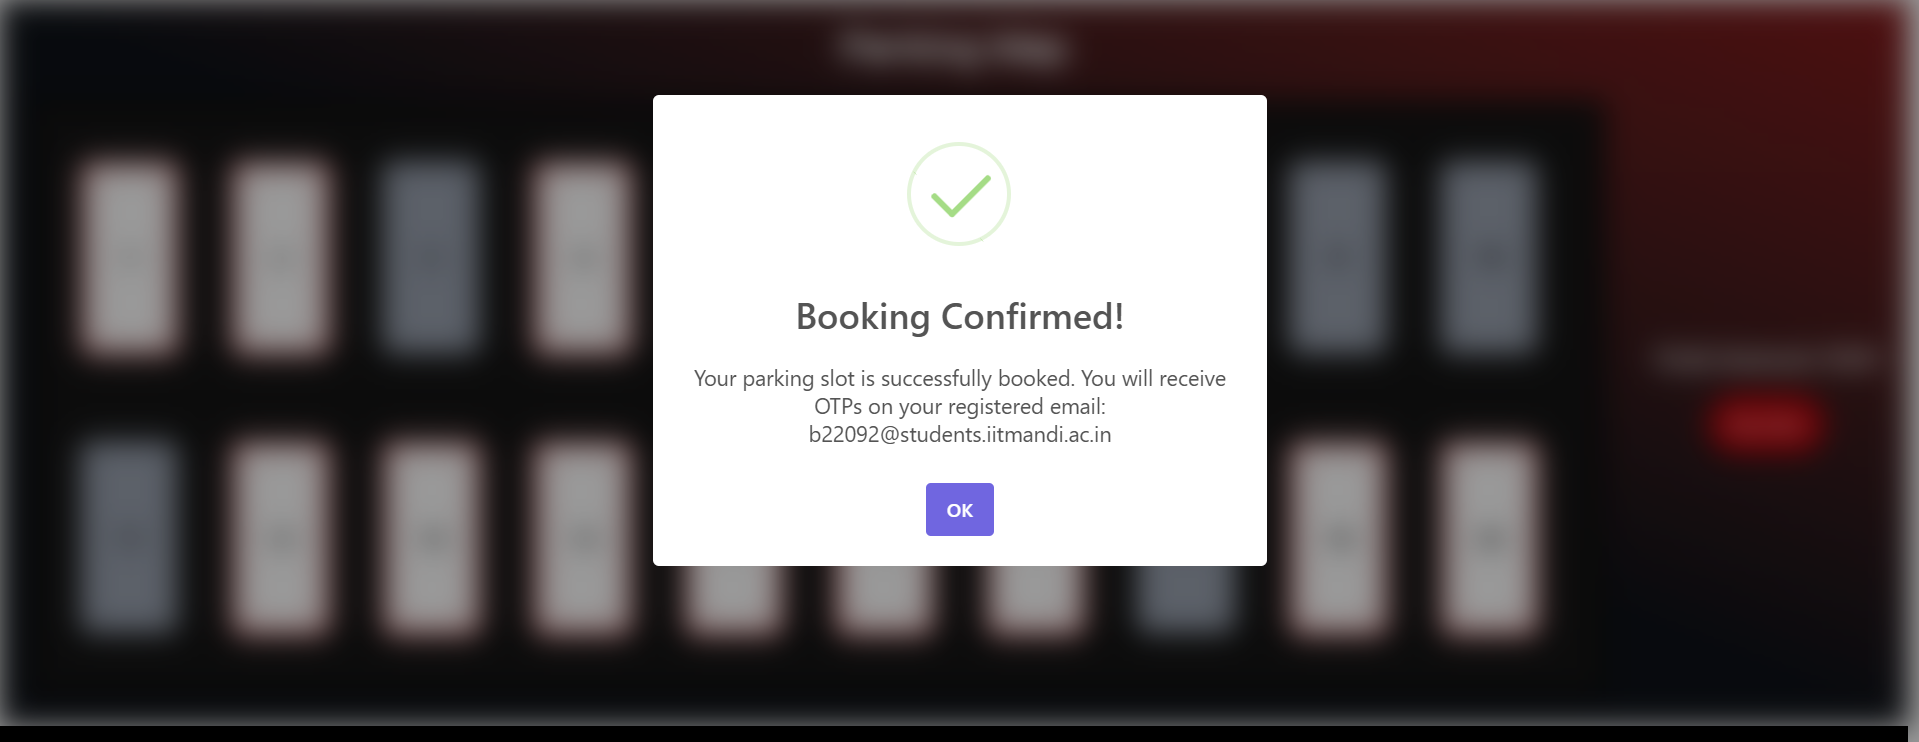 Booking Confirmed!
Your parking slot is successfully booked. You will receive
OTPs on your registered email:
b22092@students.iitmandi.ac.in
OK